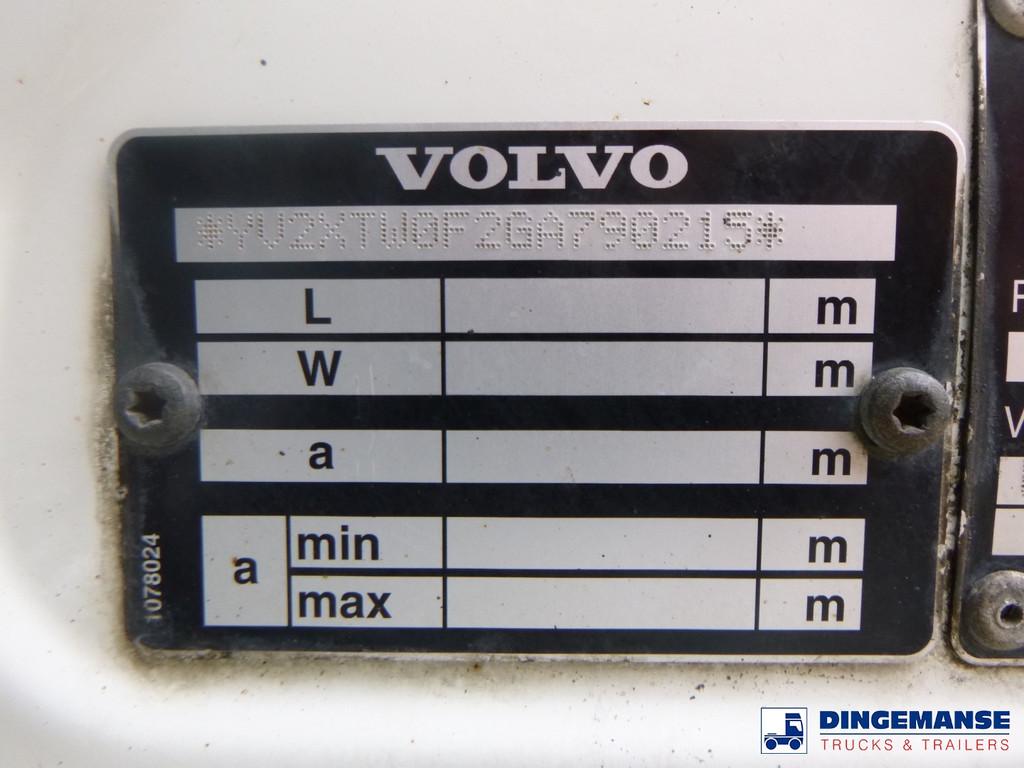 VOLVO
*YV2XTW0F2GA790215*
L m
W m
a m
a min m
max m
1078024
DINGEMANSE
TRUCKS & TRAILERS